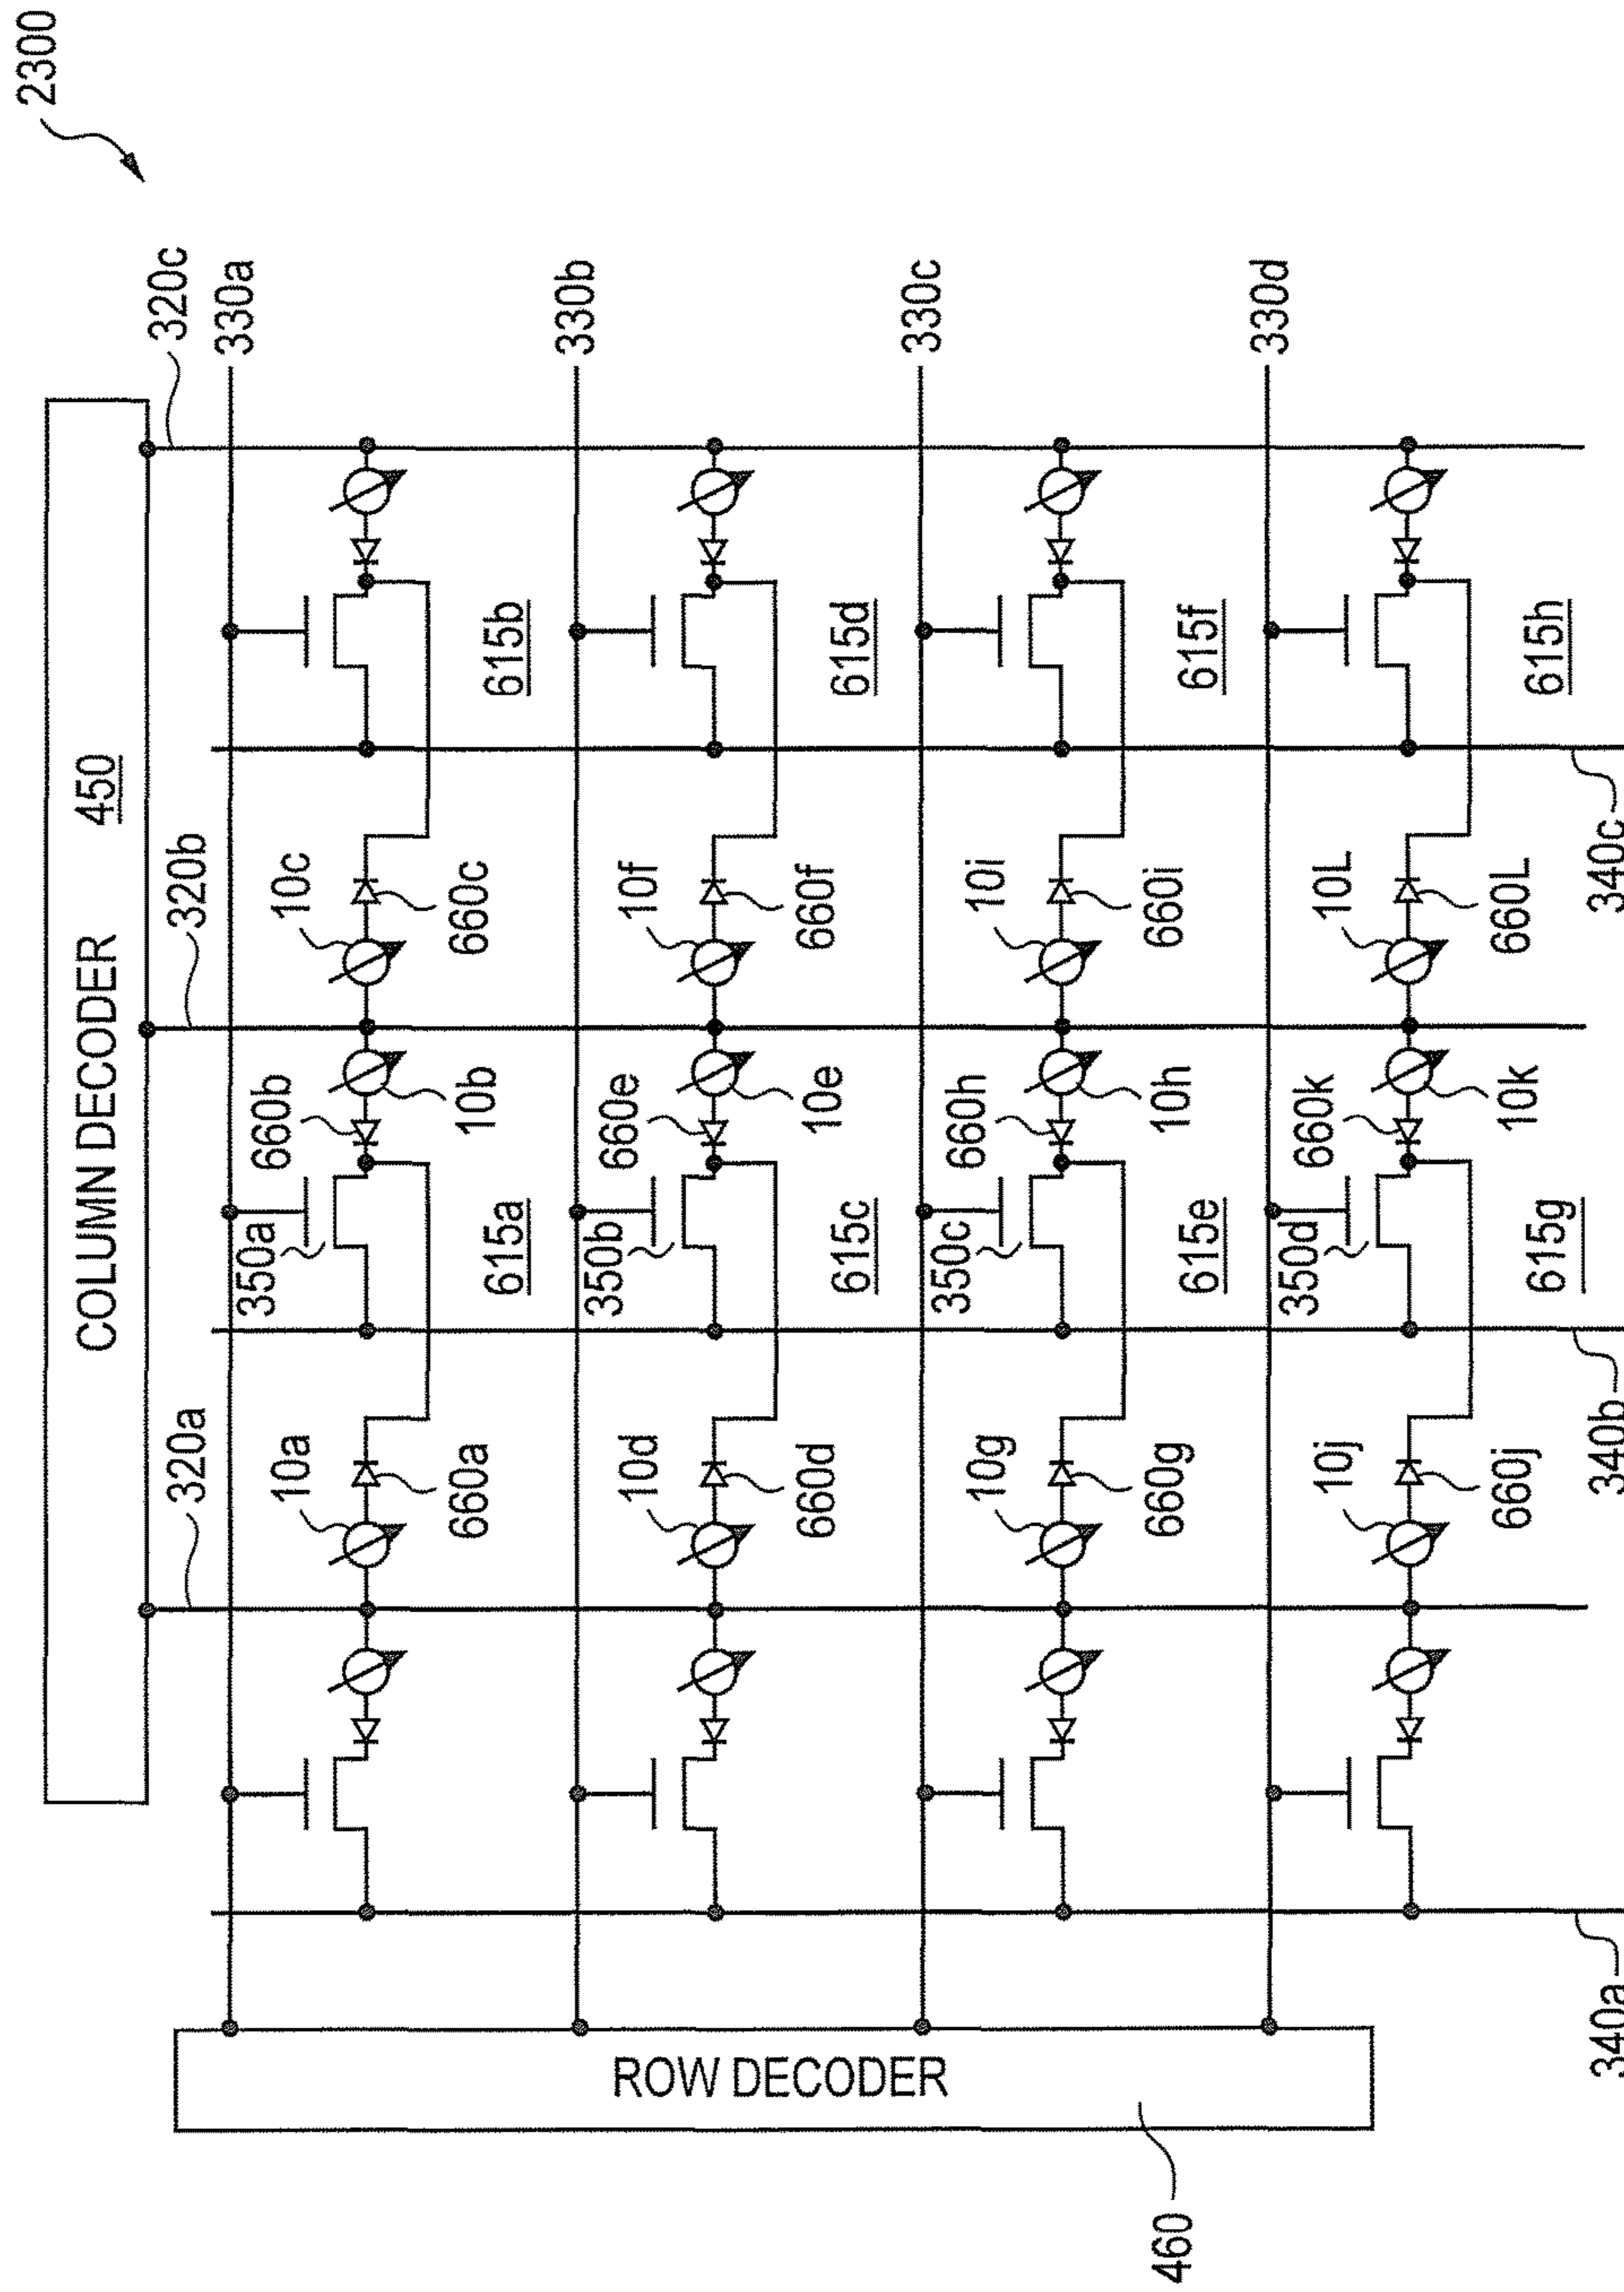 2300
COLUMN DECODER 450
320a
320b
320c
330a
350a
660b
10a
10c
660a
10b
660c
615a
615b
330b
350b
660e
10d
10f
660d
10e
660f
615c
615d
330c
350c
660h
10g
10i
660g
10h
660i
615e
615f
330d
350d
660k
10j
10L
660j
10k
660L
615g
615h
340a
340b
340c
ROW DECODER
460